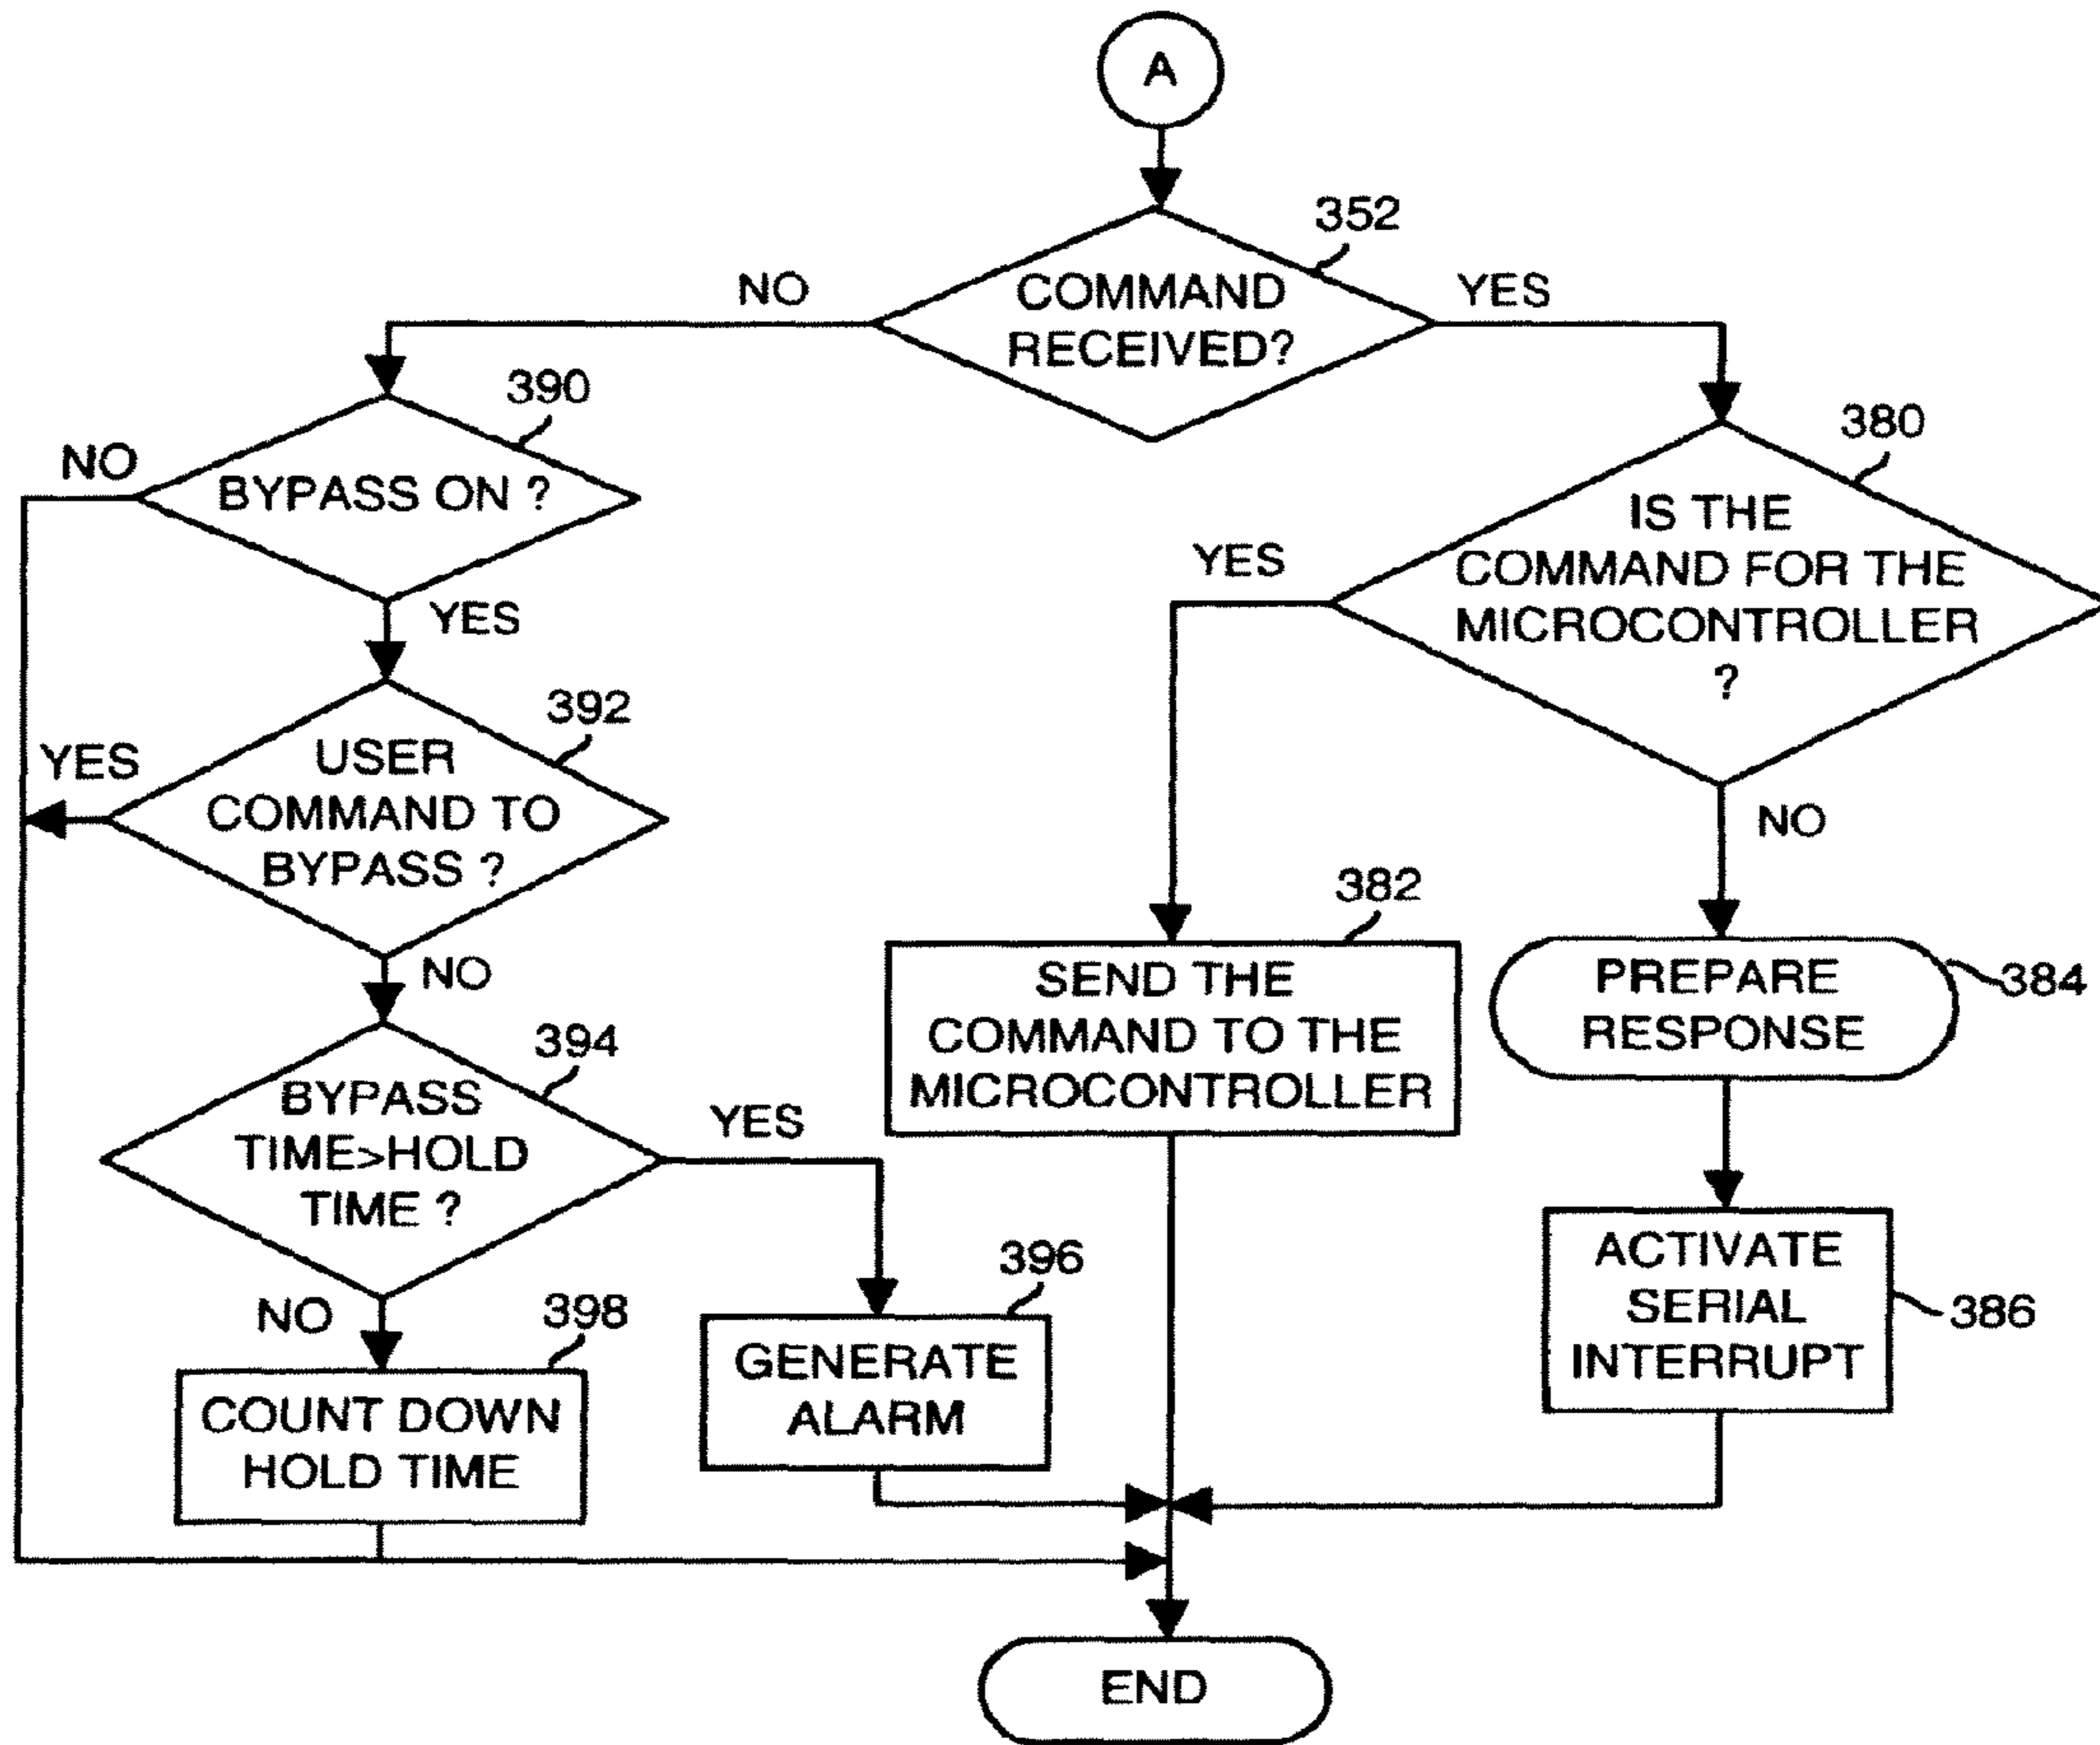 A
352
COMMAND
RECEIVED?
NO
YES
390
BYPASS ON ?
NO
YES
380
IS THE
COMMAND FOR THE
MICROCONTROLLER
?
YES
NO
392
USER
COMMAND TO
BYPASS ?
YES
NO
382
SEND THE
COMMAND TO THE
MICROCONTROLLER
384
PREPARE
RESPONSE
394
BYPASS
TIME>HOLD
TIME ?
YES
NO
386
ACTIVATE
SERIAL
INTERRUPT
396
GENERATE
ALARM
398
COUNT DOWN
HOLD TIME
END